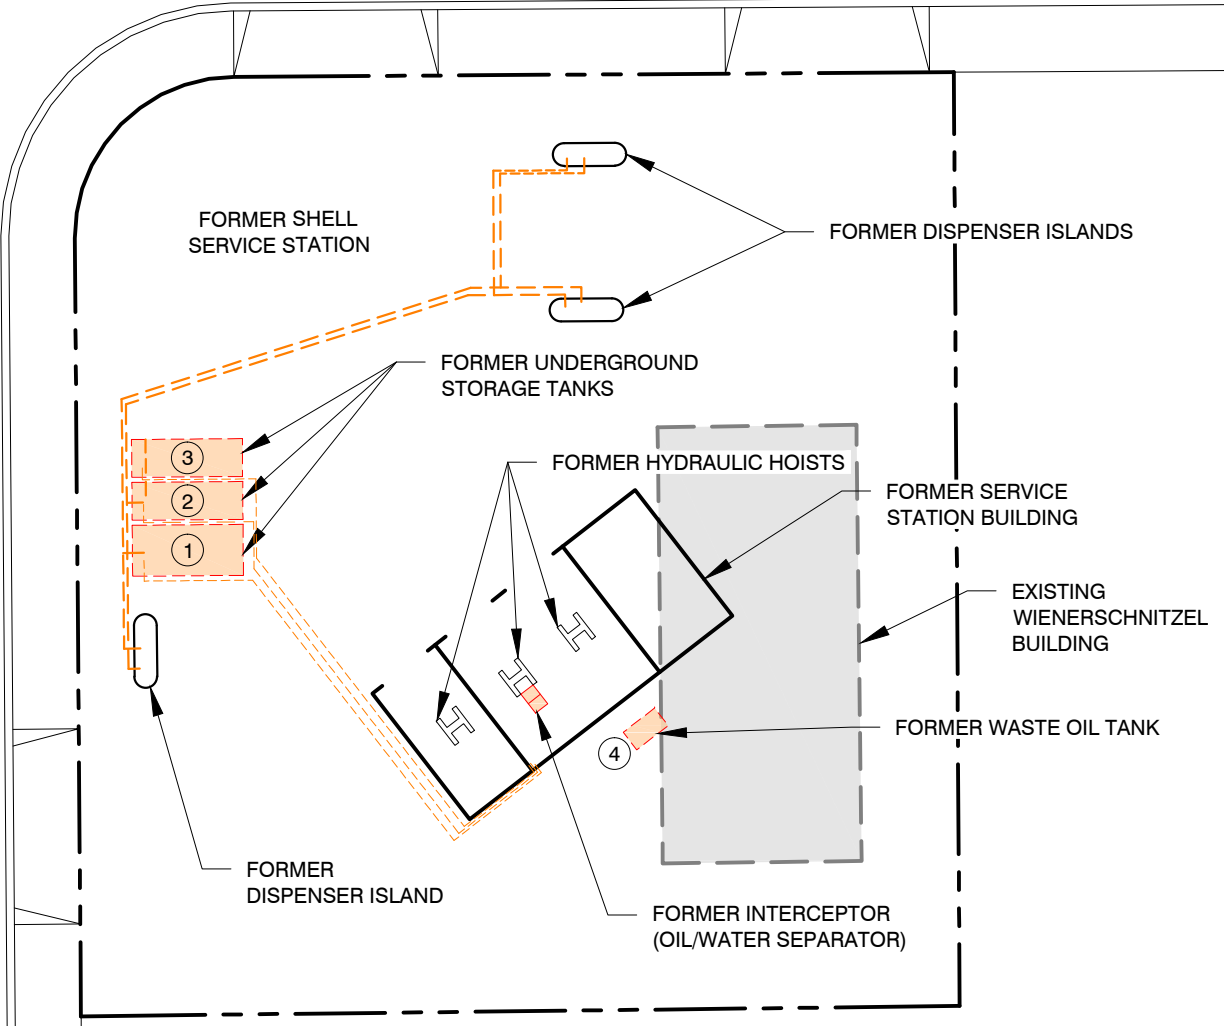 FORMER SHELL
SERVICE STATION
FORMER DISPENSER ISLANDS
FORMER UNDERGROUND
STORAGE TANKS
3
2
1
FORMER HYDRAULIC HOISTS
FORMER SERVICE
STATION BUILDING
EXISTING
WIENERSCHNITZEL
BUILDING
FORMER WASTE OIL TANK
4
FORMER
DISPENSER ISLAND
FORMER INTERCEPTOR
(OIL/WATER SEPARATOR)